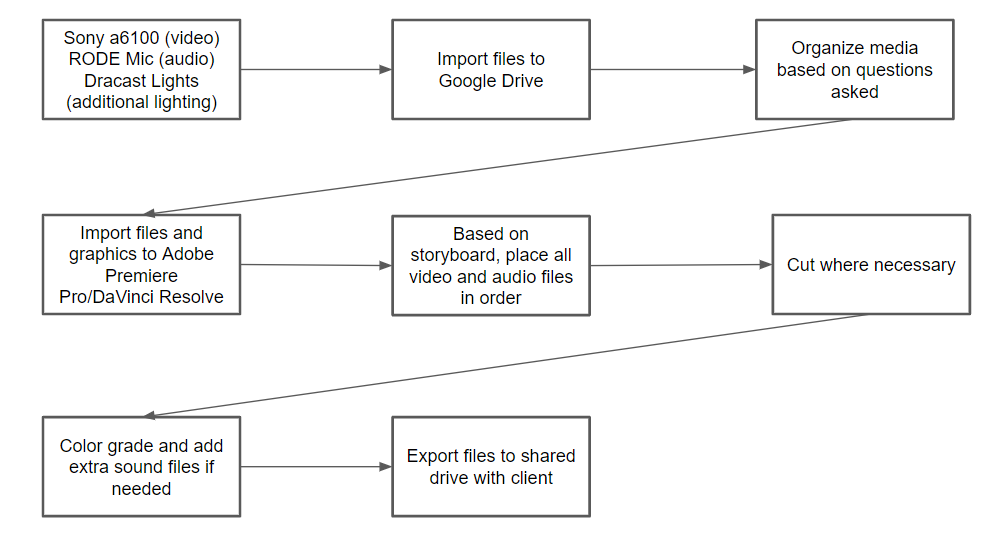 Sony a6100 (video)
RODE Mic (audio)
Dracast Lights
(additional lighting)
Import files to
Google Drive
Organize media
based on questions
asked
Import files and
graphics to Adobe
Premiere
Pro/DaVinci Resolve
Based on
storyboard, place all
video and audio files
in order
Cut where necessary
Color grade and add
extra sound files if
needed
Export files to shared
drive with client